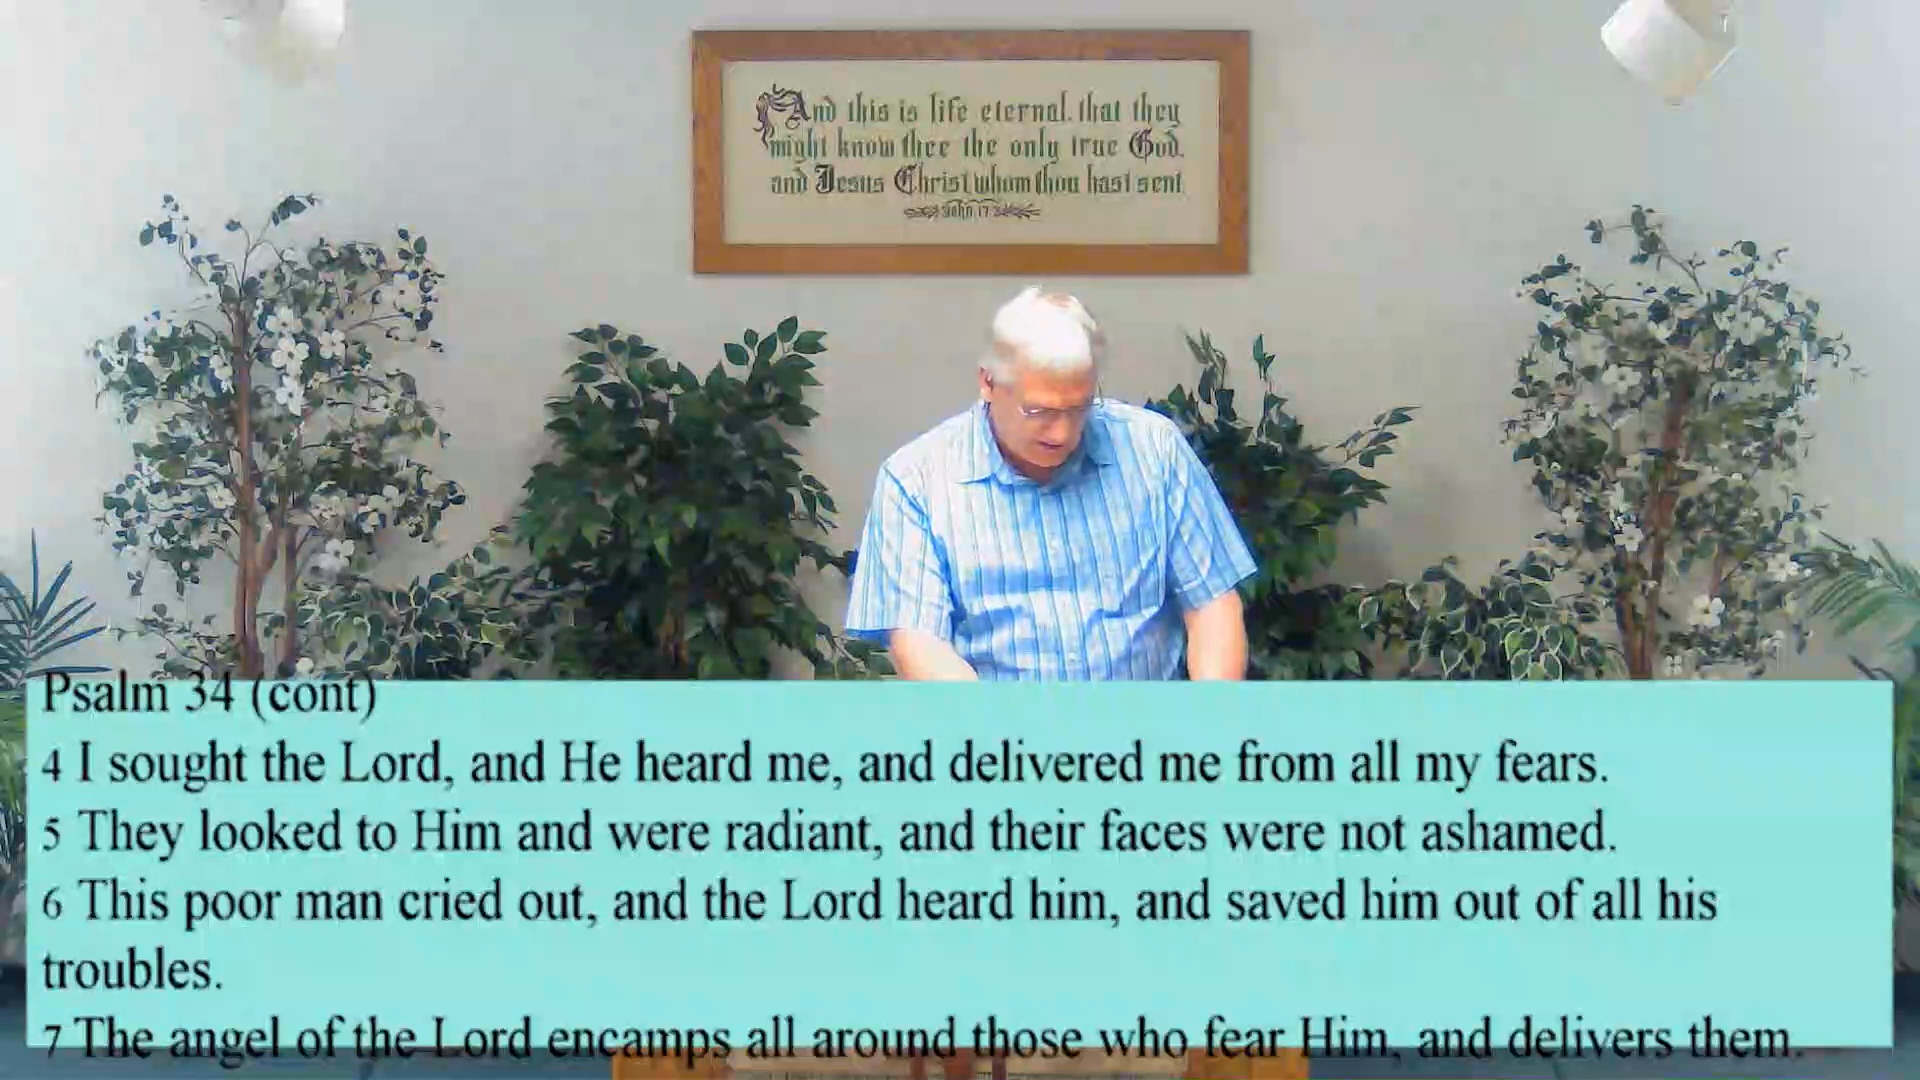 And this is life eternal, that they
might know thee the only true God,
and Jesus Christ whom thou hast sent
John 17:3
Psalm 34 (cont)
4 I sought the Lord, and He heard me, and delivered me from all my fears.
5 They looked to Him and were radiant, and their faces were not ashamed.
6 This poor man cried out, and the Lord heard him, and saved him out of all his
troubles.
7 The angel of the Lord encamps all around those who fear Him, and delivers them.